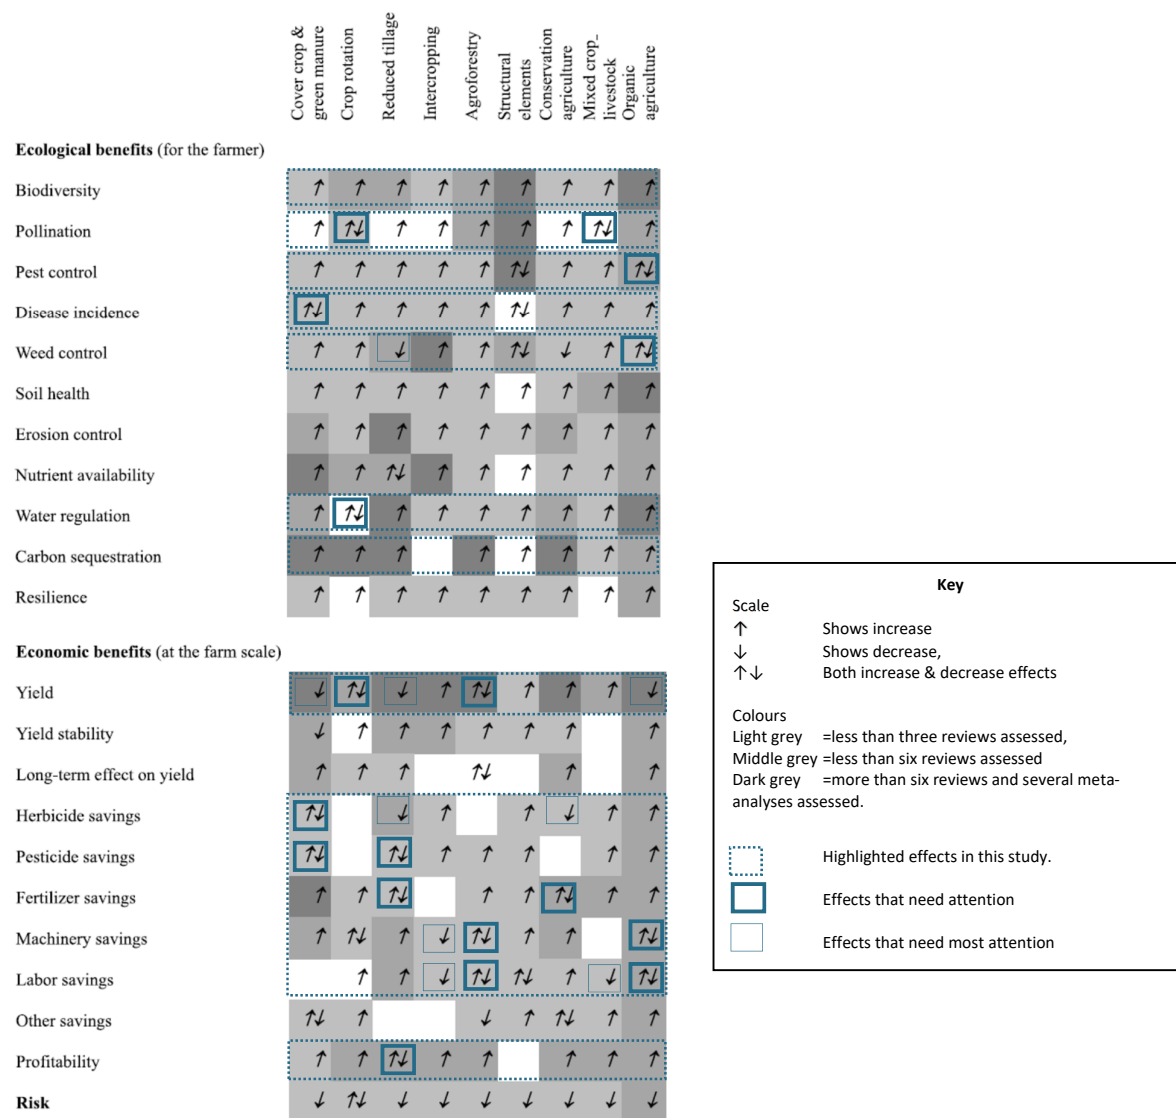 Cover crop &
green manure
Crop rotation
Reduced tillage
Intercropping
Agroforestry
Structural
elements
Conservation
agriculture
Mixed crop_
livestock
Organic
agriculture
Ecological benefits (for the farmer)
Biodiversity ↑ ↑ ↑ ↑ ↑ ↑ ↑ ↑ ↑
Pollination ↑ ↑↓ ↑ ↑ ↑ ↑ ↑ ↑↓ ↑
Pest control ↑ ↑ ↑ ↑ ↑ ↑↓ ↑ ↑ ↑↓
Disease incidence ↑↓ ↑ ↑ ↑ ↑ ↑↓ ↑ ↑ ↑
Weed control ↑ ↑ ↓ ↑ ↑ ↑↓ ↓ ↑ ↑↓
Soil health ↑ ↑ ↑ ↑ ↑ ↑ ↑ ↑ ↑
Erosion control ↑ ↑ ↑ ↑ ↑ ↑ ↑ ↑ ↑
Nutrient availability ↑ ↑ ↑↓ ↑ ↑ ↑ ↑ ↑ ↑
Water regulation ↑ ↑↓ ↑ ↑ ↑ ↑ ↑ ↑ ↑
Carbon sequestration ↑ ↑ ↑ ↑ ↑ ↑ ↑ ↑
Resilience ↑ ↑ ↑ ↑ ↑ ↑ ↑ ↑ ↑
Economic benefits (at the farm scale)
Yield ↓ ↑↓ ↓ ↑ ↑↓ ↑ ↑ ↑ ↓
Yield stability ↓ ↑ ↑ ↑ ↑ ↑ ↑ ↑
Long-term effect on yield ↑ ↑ ↑ ↑↓ ↑ ↑
Herbicide savings ↑↓ ↓ ↑ ↑ ↓ ↑ ↑
Pesticide savings ↑↓ ↑↓ ↑ ↑ ↑ ↑ ↑
Fertilizer savings ↑ ↑ ↑↓ ↑ ↑ ↑↓ ↑ ↑
Machinery savings ↑ ↑↓ ↑ ↓ ↑↓ ↑ ↑ ↑↓
Labor savings ↑ ↑ ↓ ↑↓ ↑↓ ↑ ↓ ↑↓
Other savings ↑↓ ↑ ↓ ↑ ↑↓ ↑ ↑
Profitability ↑ ↑ ↑↓ ↑ ↑ ↑ ↑ ↑
Risk ↓ ↑↓ ↓ ↓ ↓ ↓ ↓ ↓ ↓
Key
Scale
↑ Shows increase
↓ Shows decrease,
↑↓ Both increase & decrease effects
Colours
Light grey =less than three reviews assessed,
Middle grey =less than six reviews assessed
Dark grey =more than six reviews and several meta-
analyses assessed.
Highlighted effects in this study.
Effects that need attention
Effects that need most attention